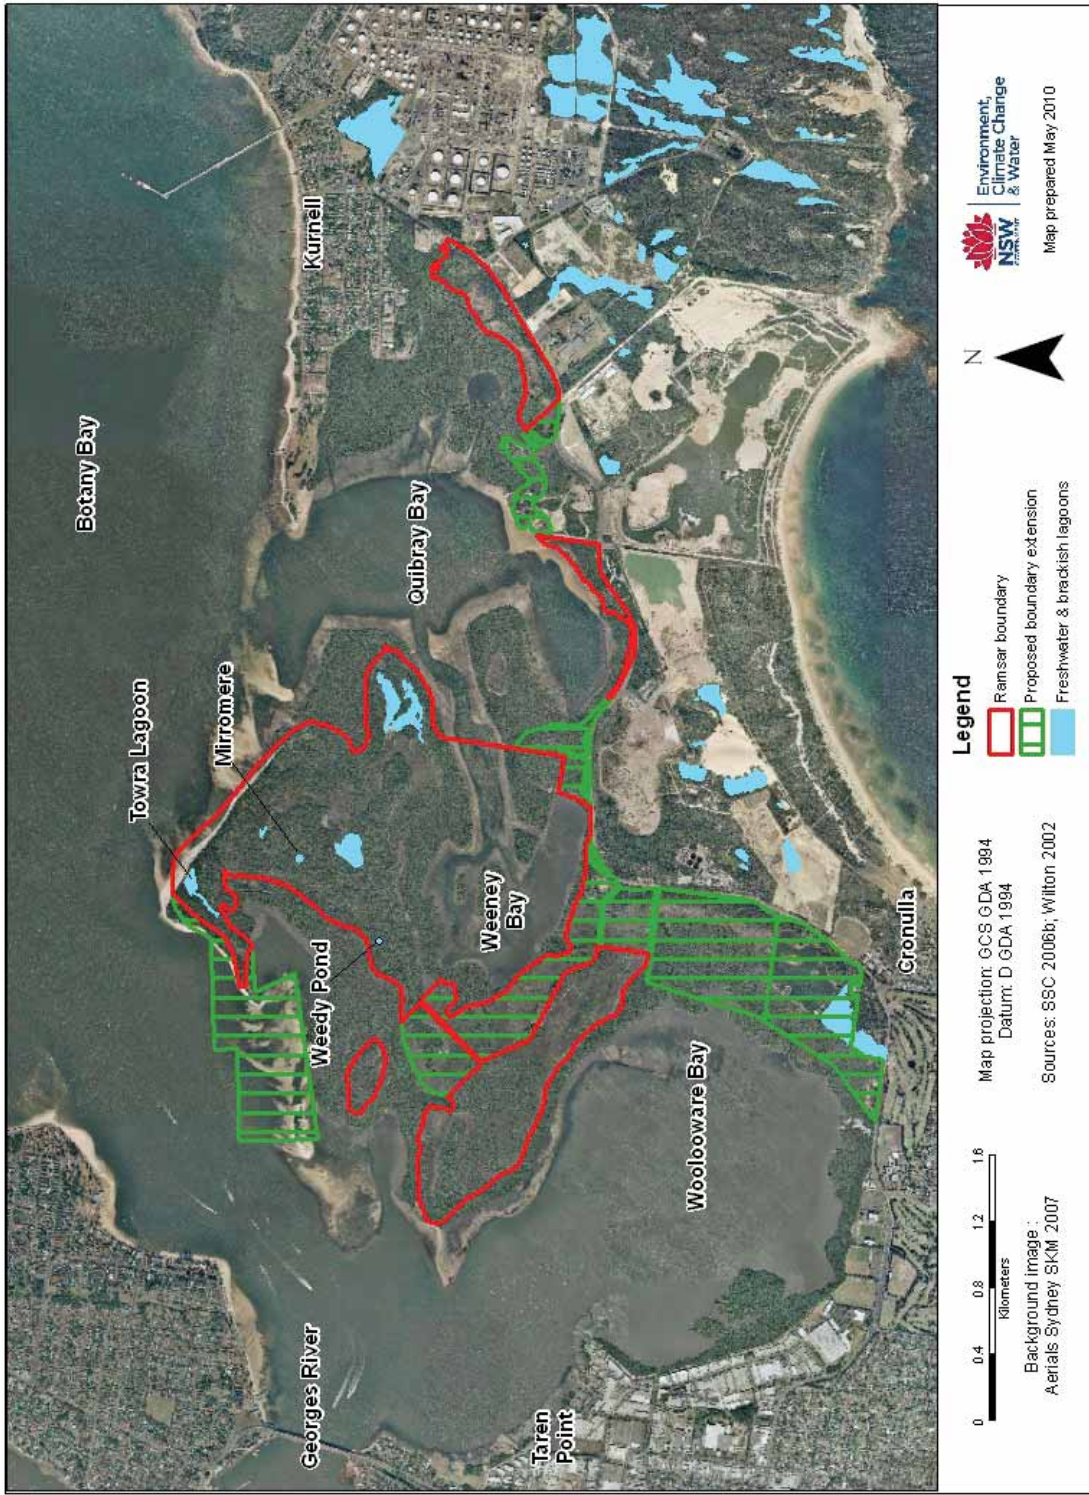 Botany Bay
Towra Lagoon
Mirromere
Kurnell
Quibray Bay
Weedy Pond
Weeney
Bay
Georges River
Woolooware Bay
Taren
Point
Cronulla
0 0.4 0.8 1.2 1.6
Kilometers
Background image :
Aerials Sydney SKM 2007
Map projection: GCS GDA 1994
Datum: D GDA 1994
Sources: SSC 2006b; Wilton 2002
Legend
Ramsar boundary
Proposed boundary extension
Freshwater & brackish lagoons
N
NSW
Environment,
Climate Change
& Water
Map prepared May 2010